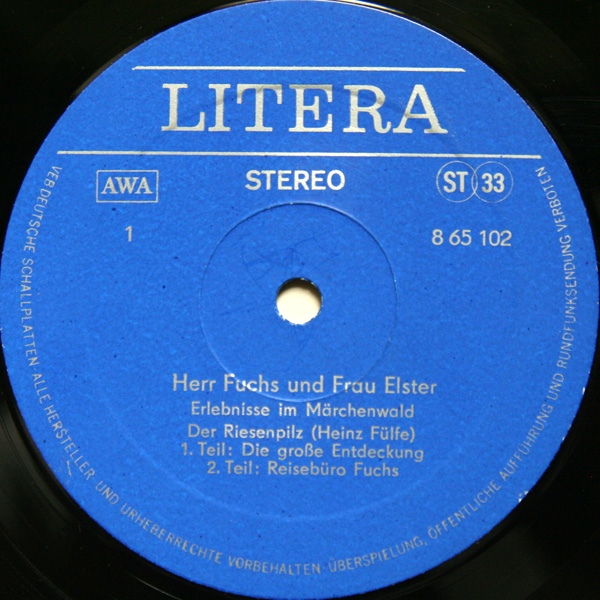 LITERA
AWA
STEREO
ST 33
1
8 65 102
Herr Fuchs und Frau Elster
Erlebnisse im Märchenwald
Der Riesenpilz (Heinz Fülfe)
1. Teil: Die große Entdeckung
2. Teil: Reisebüro Fuchs
VEB DEUTSCHE SCHALLPLATTEN · ALLE HERSTELLER- UND URHEBERRECHTE VORBEHALTEN · ÜBERSPIELUNG, ÖFFENTLICHE AUFFÜHRUNG UND RUNDFUNKSENDUNG VERBOTEN